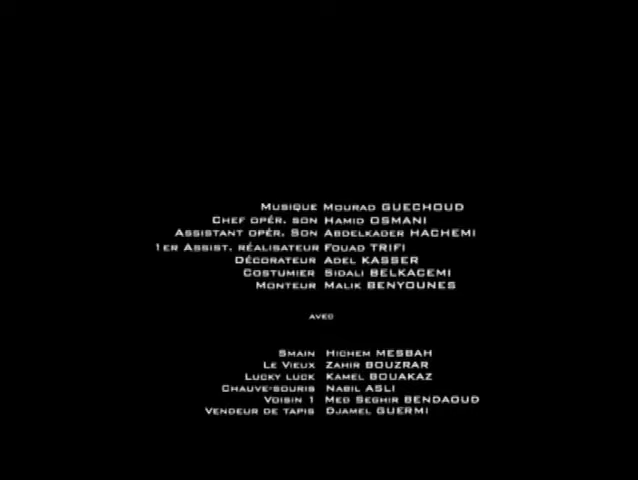 Musique Mourad GUECHOUD
Chef opér. son Hamid OSMANI
Assistant opér. Son Abdelkader HACHEMI
1er Assist. réalisateur Fouad TRIFI
Décorateur Adel KASSER
Costumier Sidali BELKACEMI
Monteur Malik BENYOUNES
avec
Smain Hichem MESBAH
Le Vieux Zahir BOUZRAR
Lucky luck Kamel BOUAKAZ
Chauve-souris Nabil ASLI
Voisin 1 Med Seghir BENDAOUD
Vendeur de tapis Djamel GUERMI